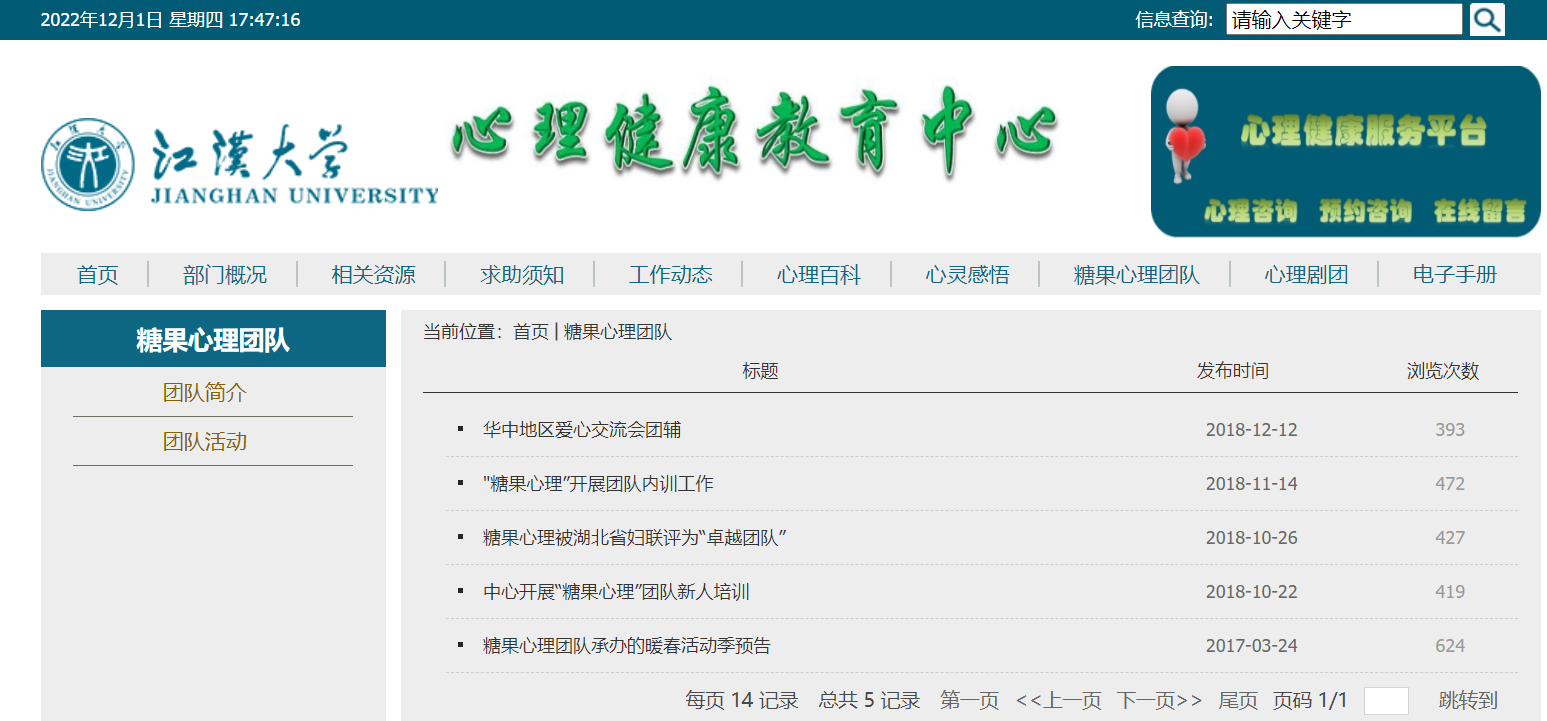 2022年12月1日 星期四 17:47:16 信息查询: 请输入关键字
江漢大学
JIANGHAN UNIVERSITY
JIANGHAN UNIVERSITY
心理健康教育中心
心理健康服务平台
心理咨询 预约咨询 在线留言
首页 部门概况 相关资源 求助须知 工作动态 心理百科 心灵感悟 糖果心理团队 心理剧团 电子手册
糖果心理团队
团队简介
团队活动
当前位置：首页 | 糖果心理团队
标题 发布时间 浏览次数
华中地区爱心交流会团辅 2018-12-12 393
"糖果心理”开展团队内训工作 2018-11-14 472
糖果心理被湖北省妇联评为“卓越团队” 2018-10-26 427
中心开展“糖果心理”团队新人培训 2018-10-22 419
糖果心理团队承办的暖春活动季预告 2017-03-24 624
每页 14 记录 总共 5 记录 第一页 <<上一页 下一页>> 尾页 页码 1/1 跳转到